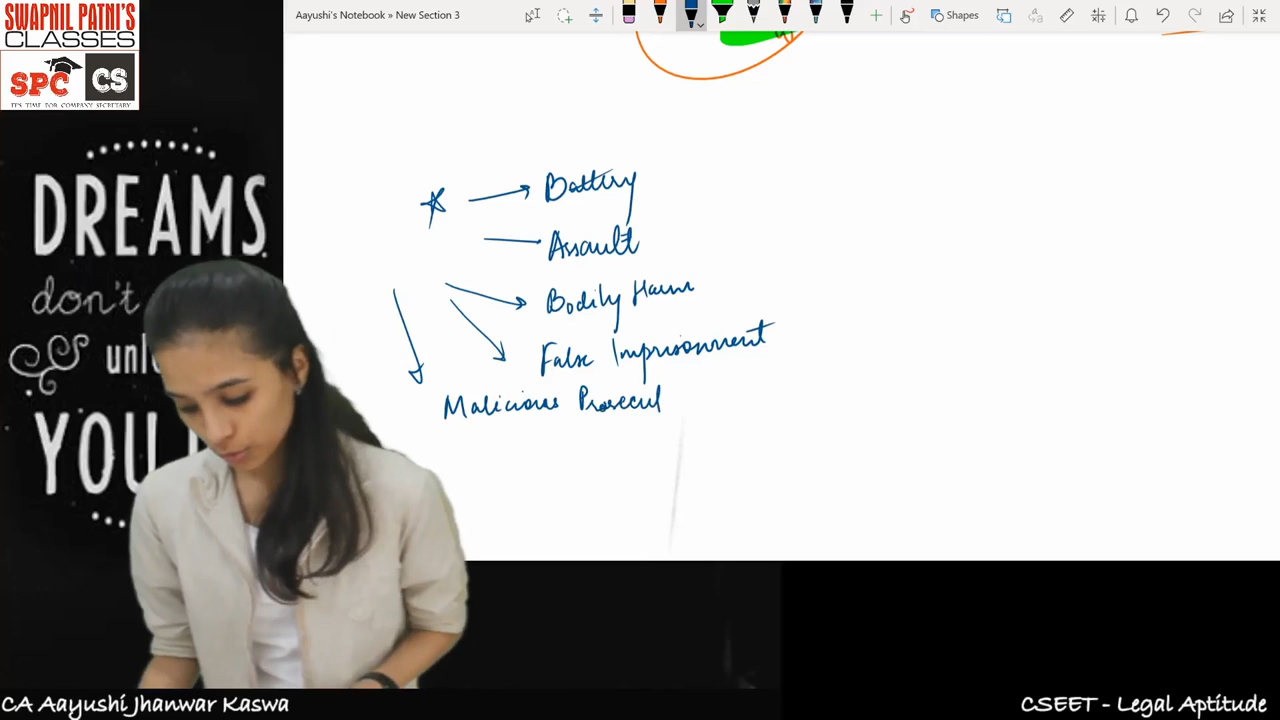 SWAPNIL PATNI'S
CLASSES
SPC CS
IT'S TIME FOR COMPANY SECRETARY
Aayushi's Notebook » New Section 3
Shapes
Battery
Assault
Bodily Harm
False Imprisonment
Malicious Prosecut
DREAMS
don't
YOU
CA Aayushi Jhanwar Kaswa
CSEET - Legal Aptitude